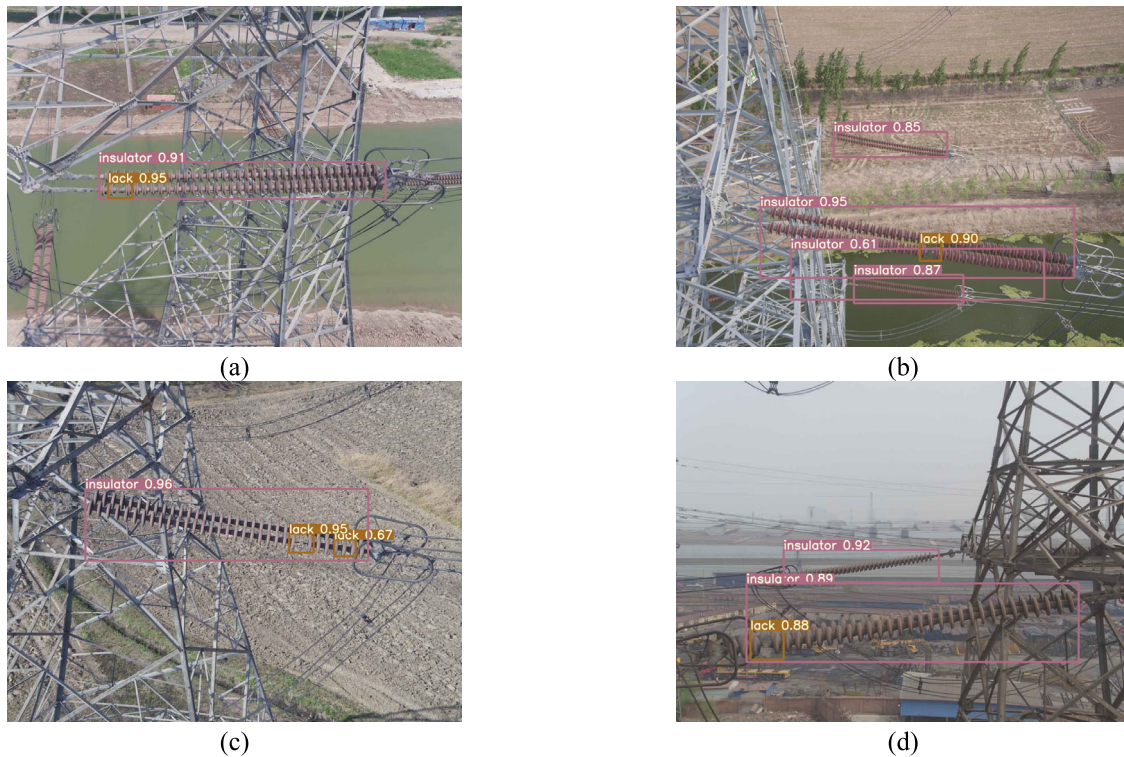 insulator 0.91
lack 0.95
(a)
insulator 0.85
insulator 0.95
lack 0.90
insulator 0.61
insulator 0.87
(b)
insulator 0.96
lack 0.95
lack 0.67
(c)
insulator 0.92
insulator 0.89
lack 0.88
(d)